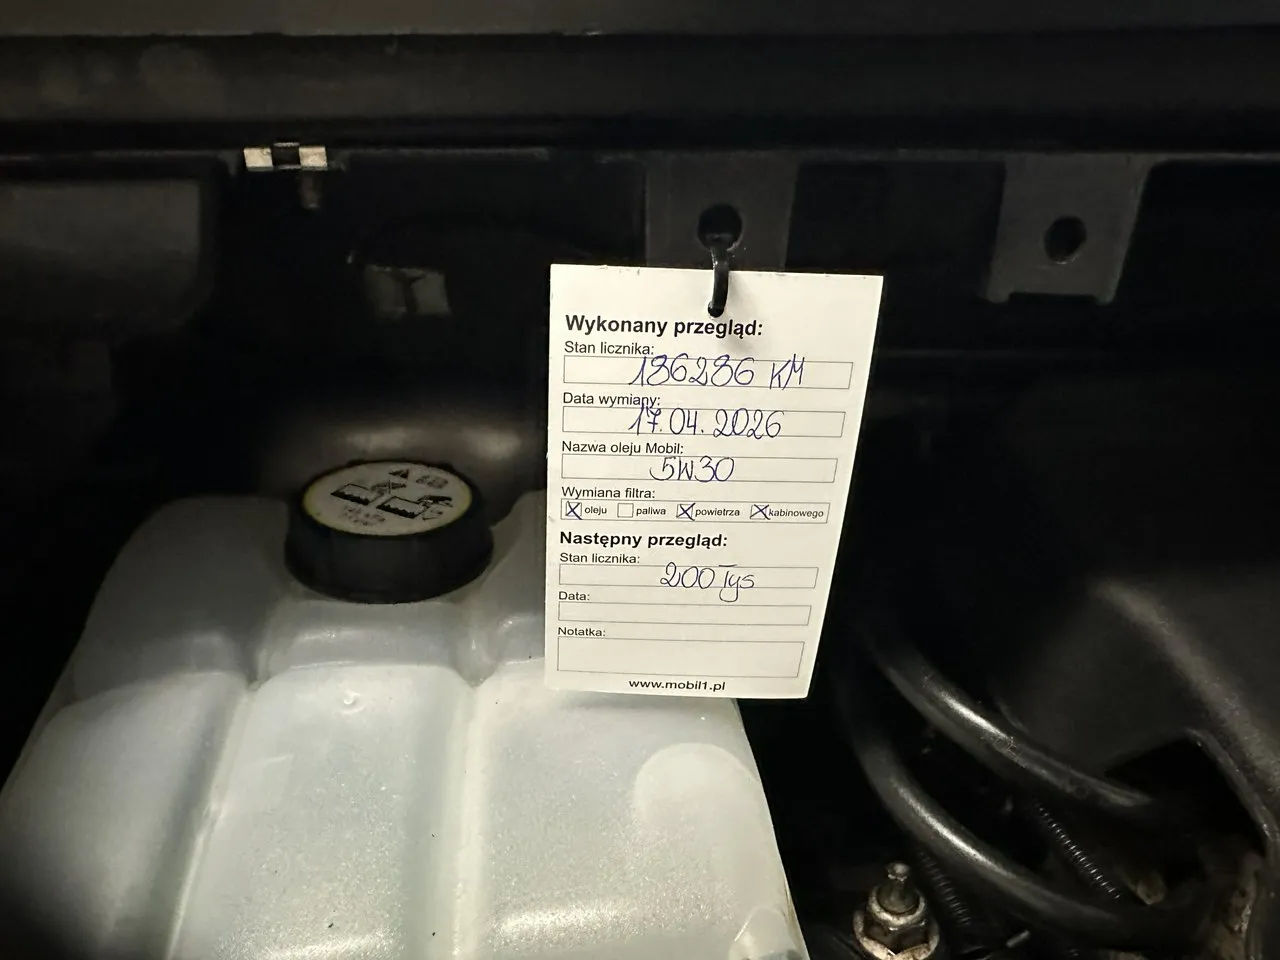 Wykonany przegląd:
Stan licznika:
186286 KM
Data wymiany:
17.04.2026
Nazwa oleju Mobil:
5W30
Wymiana filtra:
oleju paliwa powietrza kabinowego
Następny przegląd:
Stan licznika:
200 Tys
Data:
Notatka:
www.mobil1.pl